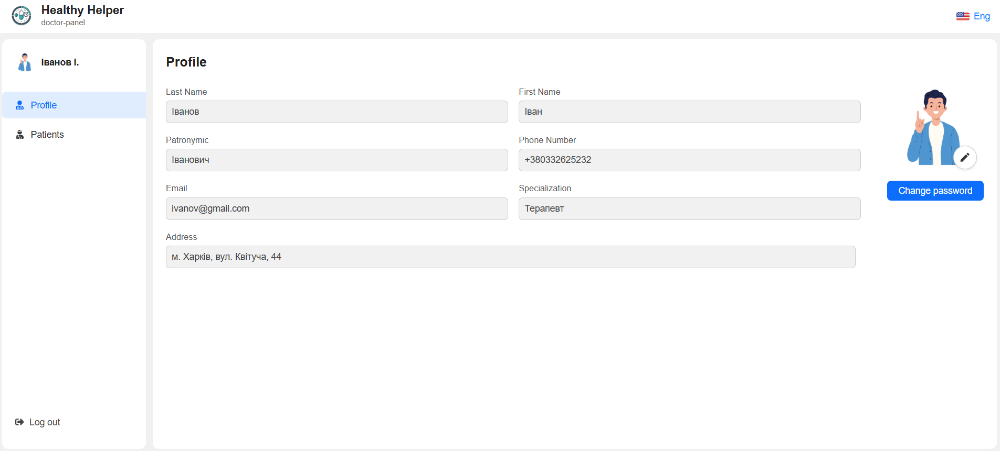 Healthy Helper
doctor-panel
Eng
Іванов І.
Profile
Patients
Log out
Profile
Last Name
Іванов
First Name
Іван
Patronymic
Іванович
Phone Number
+380332625232
Email
ivanov@gmail.com
Specialization
Терапевт
Address
м. Харків, вул. Квітуча, 44
Change password